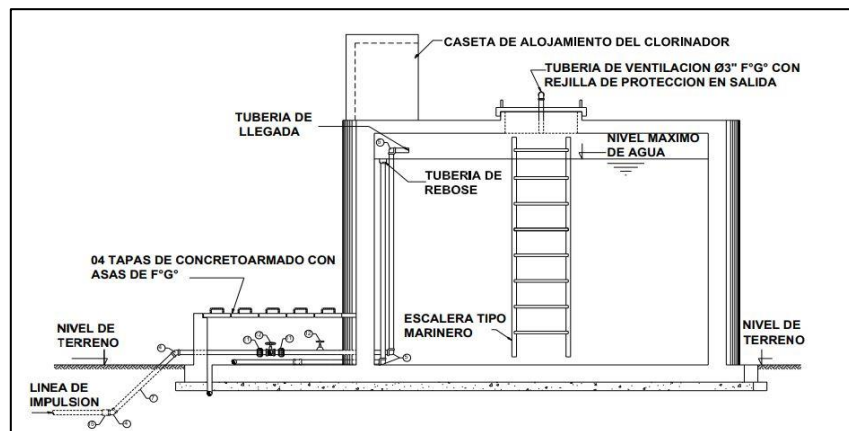 CASETA DE ALOJAMIENTO DEL CLORINADOR
TUBERIA DE VENTILACION Ø3" F°G° CON
REJILLA DE PROTECCION EN SALIDA
TUBERIA DE
LLEGADA
NIVEL MAXIMO
DE AGUA
TUBERIA DE
REBOSE
04 TAPAS DE CONCRETOARMADO CON
ASAS DE F°G°
ESCALERA TIPO
MARINERO
NIVEL DE
TERRENO
NIVEL DE
TERRENO
LINEA DE
IMPULSION